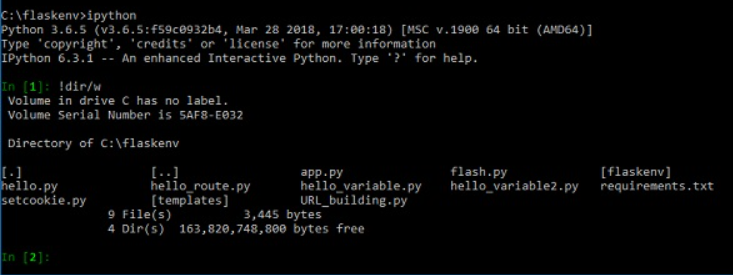 C:\flaskenv>ipython
Python 3.6.5 (v3.6.5:f59c0932b4, Mar 28 2018, 17:00:18) [MSC v.1900 64 bit (AMD64)]
Type 'copyright', 'credits' or 'license' for more information
IPython 6.3.1 -- An enhanced Interactive Python. Type '?' for help.
In [1]: !dir/w
Volume in drive C has no label.
Volume Serial Number is 5AF8-E032
Directory of C:\flaskenv
[.] [..] app.py flash.py [flaskenv]
hello.py hello_route.py hello_variable.py hello_variable2.py requirements.txt
setcookie.py [templates] URL_building.py
9 File(s) 3,445 bytes
4 Dir(s) 163,820,748,800 bytes free
In [2]: